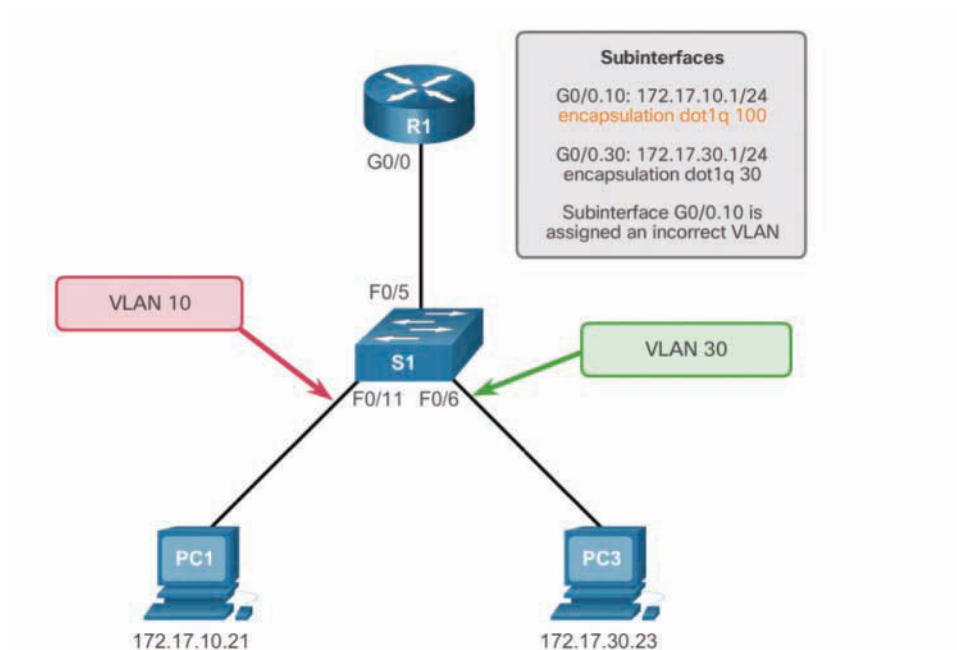 Subinterfaces
G0/0.10: 172.17.10.1/24
encapsulation dot1q 100
G0/0.30: 172.17.30.1/24
encapsulation dot1q 30
Subinterface G0/0.10 is
assigned an incorrect VLAN
R1
G0/0
VLAN 10
F0/5
VLAN 30
S1
F0/11 F0/6
PC1
PC3
172.17.10.21
172.17.30.23